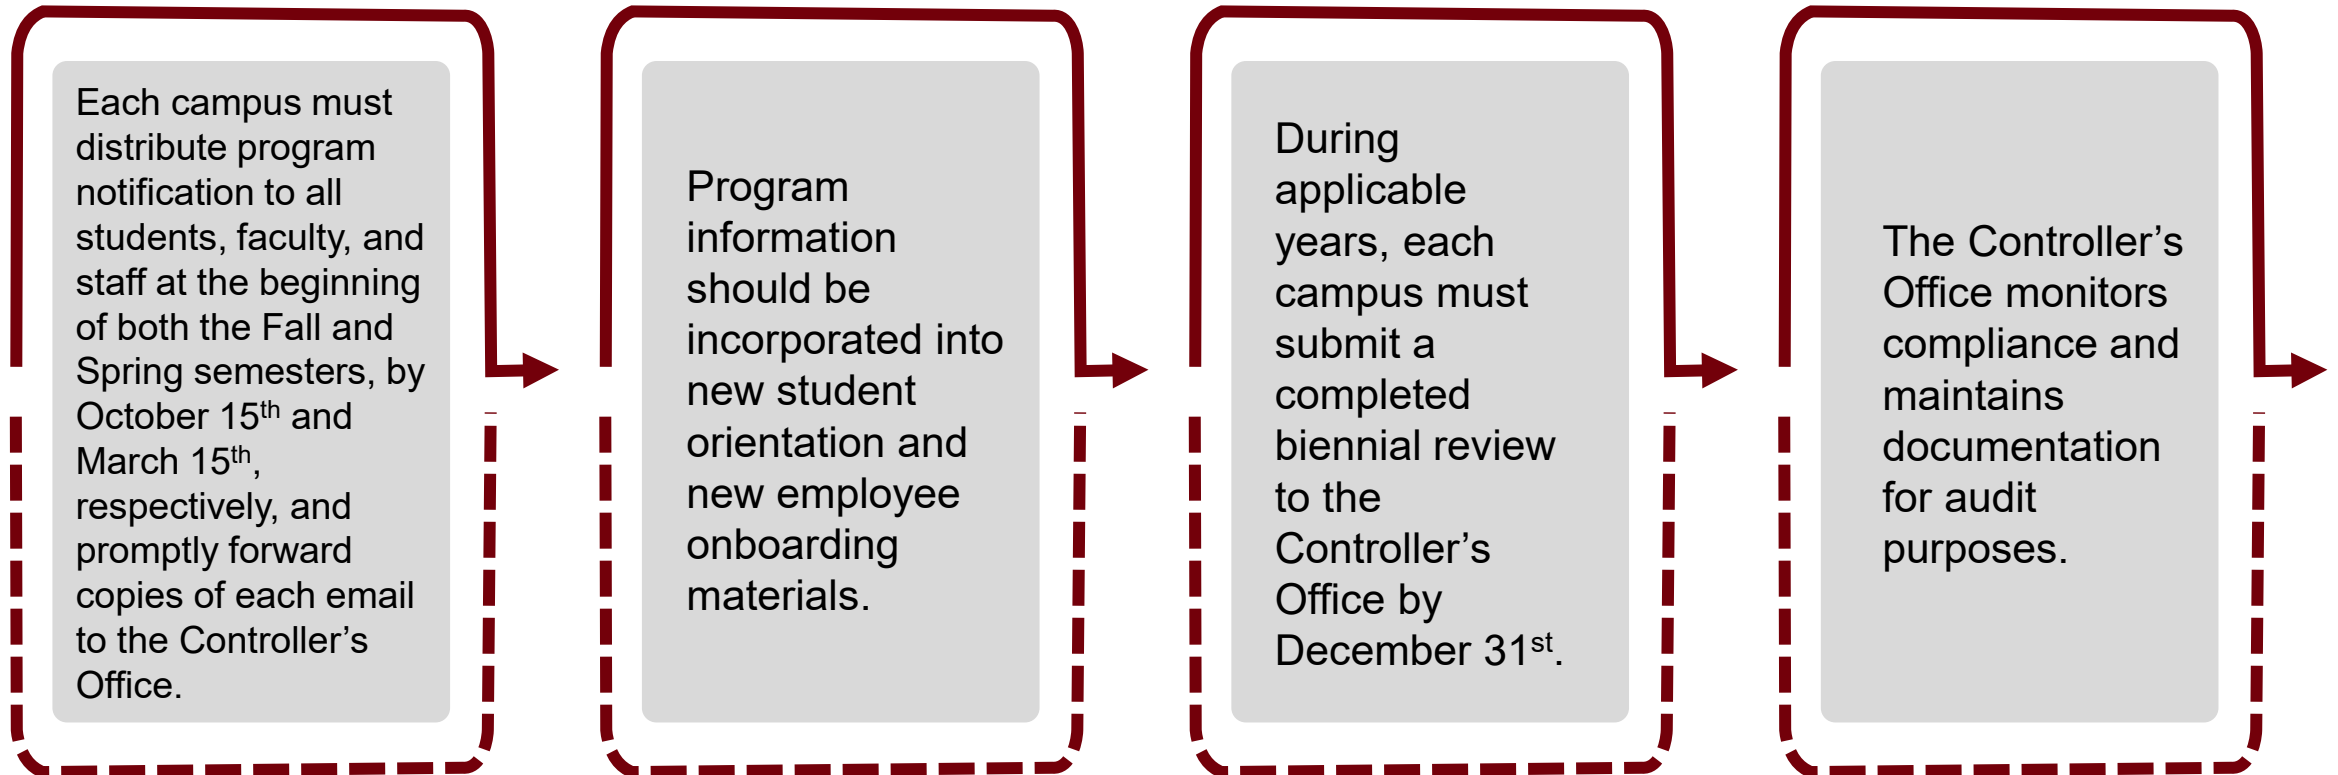 Each campus must
distribute program
notification to all
students, faculty, and
staff at the beginning
of both the Fall and
Spring semesters, by
October 15th and
March 15th,
respectively, and
promptly forward
copies of each email
to the Controller’s
Office.
Program
information
should be
incorporated into
new student
orientation and
new employee
onboarding
materials.
During
applicable
years, each
campus must
submit a
completed
biennial review
to the
Controller’s
Office by
December 31st.
The Controller’s
Office monitors
compliance and
maintains
documentation
for audit
purposes.